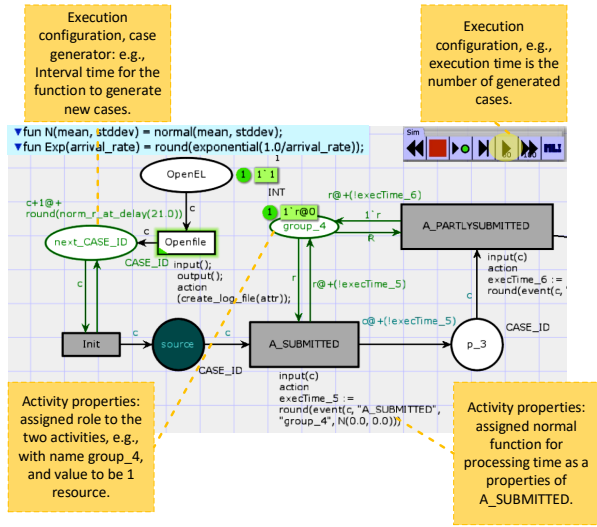 Execution
configuration, case
generator: e.g.,
Interval time for the
function to generate
new cases.
Execution
configuration, e.g.,
execution time is the
number of generated
cases.
▼fun N(mean, stddev) = normal(mean, stddev);
▼fun Exp(arrival_rate) = round(exponential(1.0/arrival_rate));
Sim
1
OpenEL
1 1`1
INT
c
c+1@+
round(norm_r_at_delay(21.0))
next_CASE_ID
c
Openfile
CASE_ID
input();
output();
action
(create_log_file(attr));
1 1`r@0
group_4
r@+(!execTime_6)
1`r
R
A_PARTLYSUBMITTED
input(c)
action
execTime_6 :=
round(event(c,
c
c
r
r@+(!execTime_5)
c
Init
c
source
CASE_ID
c
A_SUBMITTED
c@+(!execTime_5)
p_3
CASE_ID
input(c)
action
execTime_5 :=
round(event(c, "A_SUBMITTED",
"group_4", N(0.0, 0.0)))
Activity properties:
assigned role to the
two activities, e.g.,
with name group_4,
and value to be 1
resource.
Activity properties:
assigned normal
function for
processing time as a
properties of
A_SUBMITTED.